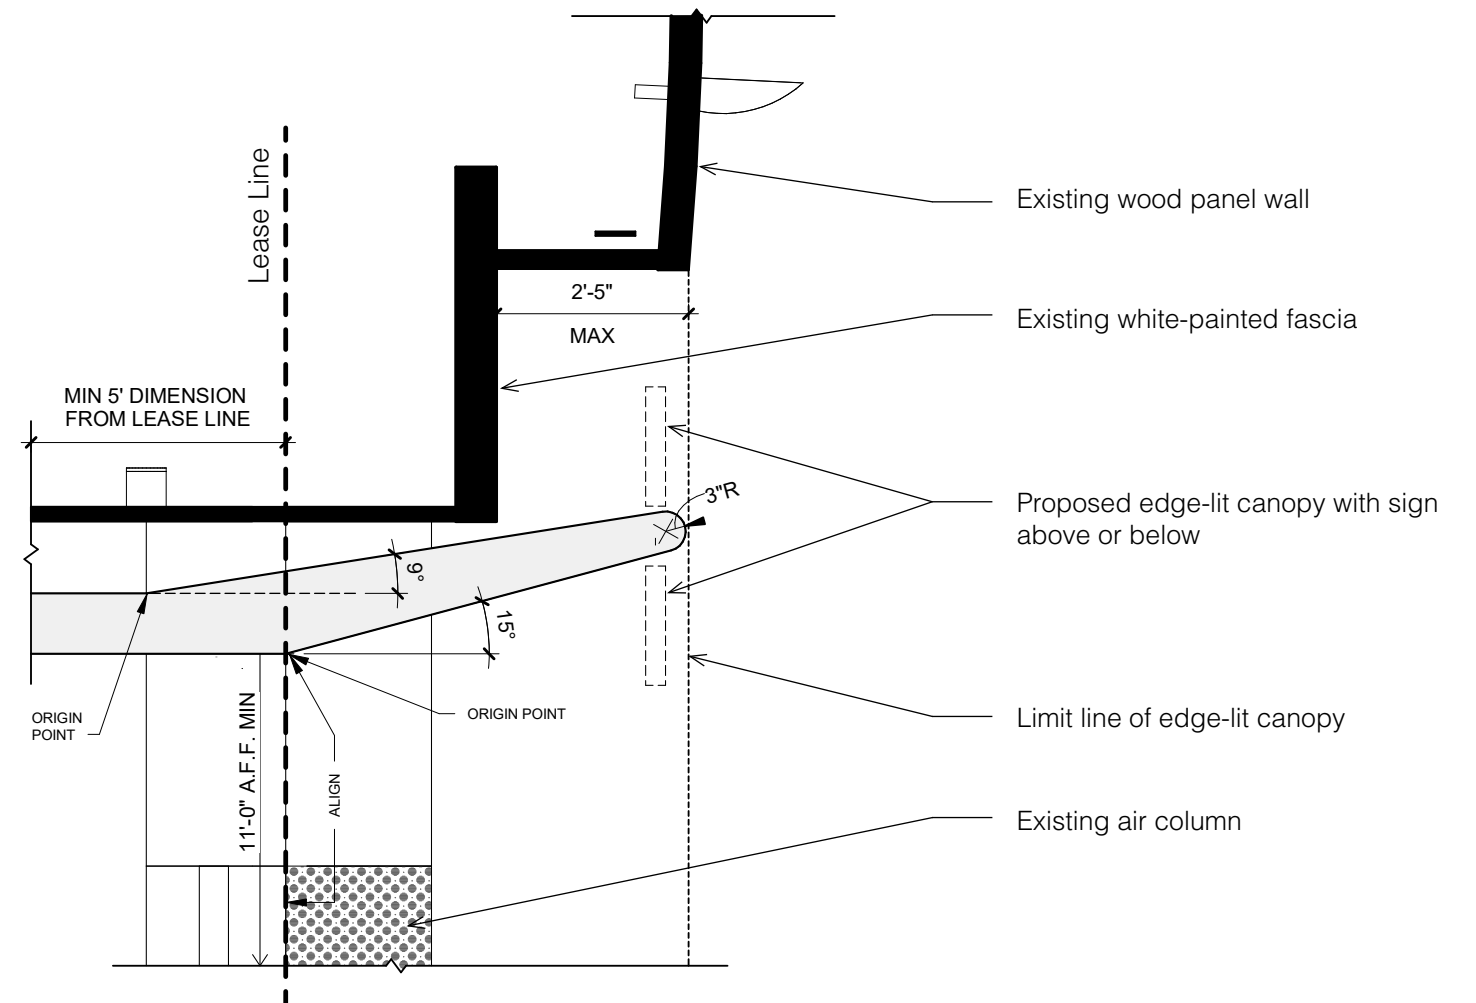 Lease Line
Existing wood panel wall
2'-5"
MAX
Existing white-painted fascia
MIN 5' DIMENSION
FROM LEASE LINE
3"R
Proposed edge-lit canopy with sign
above or below
9°
15°
ORIGIN
POINT
ORIGIN POINT
11'-0" A.F.F. MIN
ALIGN
Limit line of edge-lit canopy
Existing air column